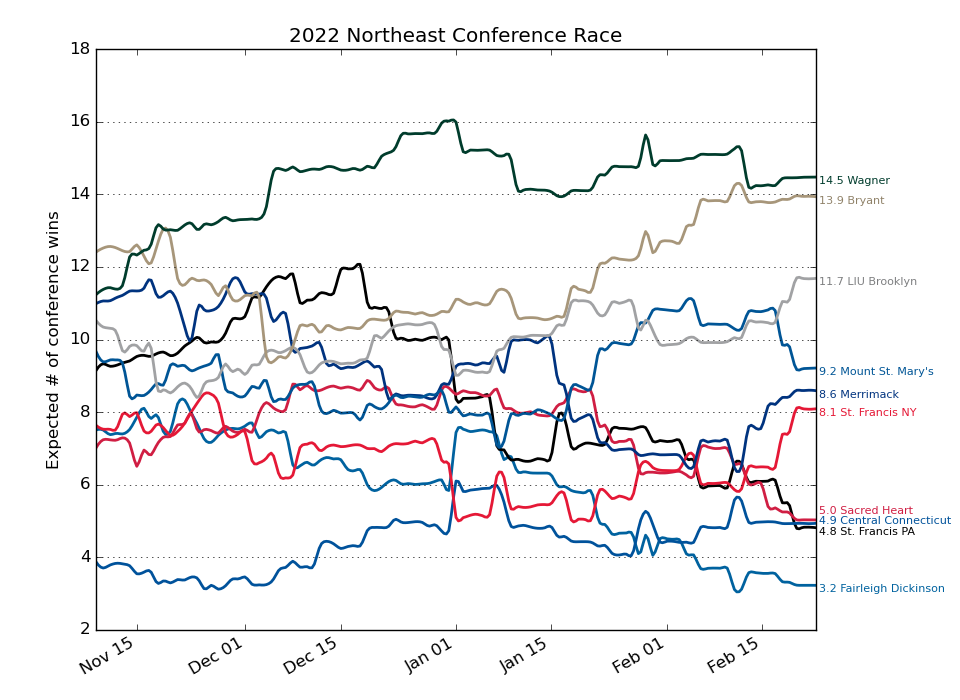 2022 Northeast Conference Race
Expected # of conference wins
18
16
14
12
10
8
6
4
2
Nov 15
Dec 01
Dec 15
Jan 01
Jan 15
Feb 01
Feb 15
14.5 Wagner
13.9 Bryant
11.7 LIU Brooklyn
9.2 Mount St. Mary's
8.6 Merrimack
8.1 St. Francis NY
5.0 Sacred Heart
4.9 Central Connecticut
4.8 St. Francis PA
3.2 Fairleigh Dickinson